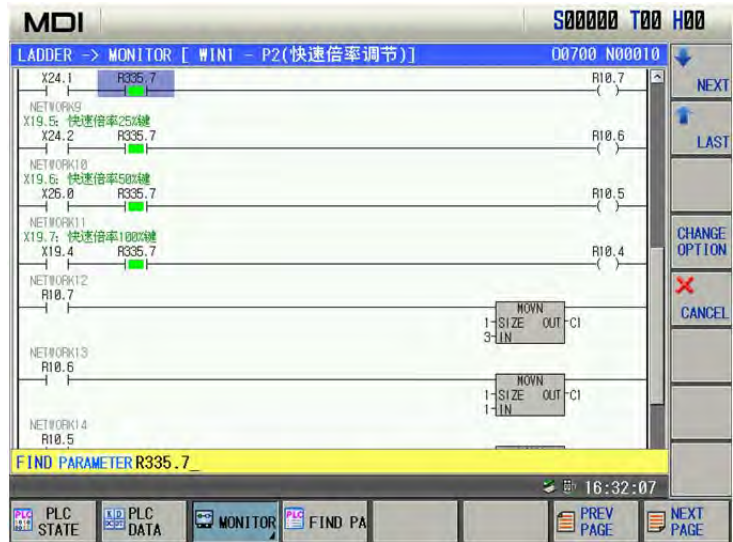 MDI S00000 T00 H00
LADDER -> MONITOR [ WIN1 - P2(快速倍率调节)] O0700 N00010
X24.1 R335.7 R10.7
NETWORK9
X19.5: 快速倍率25%键
X24.2 R335.7 R10.6
NETWORK10
X19.6: 快速倍率50%键
X26.0 R335.7 R10.5
NETWORK11
X19.7: 快速倍率100%键
X19.4 R335.7 R10.4
NETWORK12
R10.7
MOVN
1-SIZE OUT-C1
3-IN
NETWORK13
R10.6
MOVN
1-SIZE OUT-C1
1-IN
NETWORK14
R10.5
FIND PARAMETER R335.7_
16:32:07
NEXT
LAST
CHANGE
OPTION
CANCEL
PLC
STATE
PLC
DATA
MONITOR
FIND PA
PREV
PAGE
NEXT
PAGE